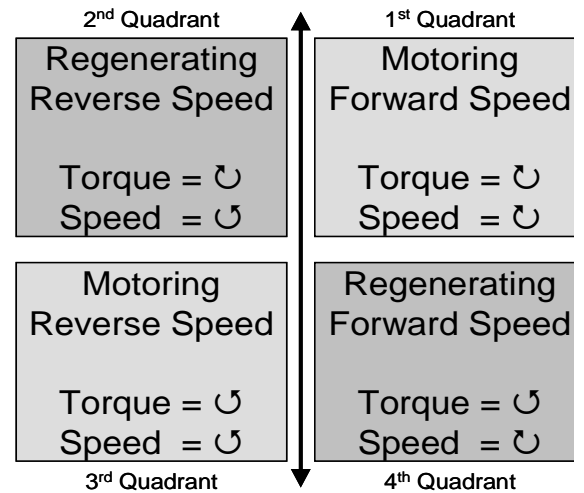 2nd Quadrant
Regenerating
Reverse Speed
Torque = ↻
Speed = ↺
1st Quadrant
Motoring
Forward Speed
Torque = ↻
Speed = ↻
Motoring
Reverse Speed
Torque = ↺
Speed = ↺
3rd Quadrant
Regenerating
Forward Speed
Torque = ↺
Speed = ↻
4th Quadrant